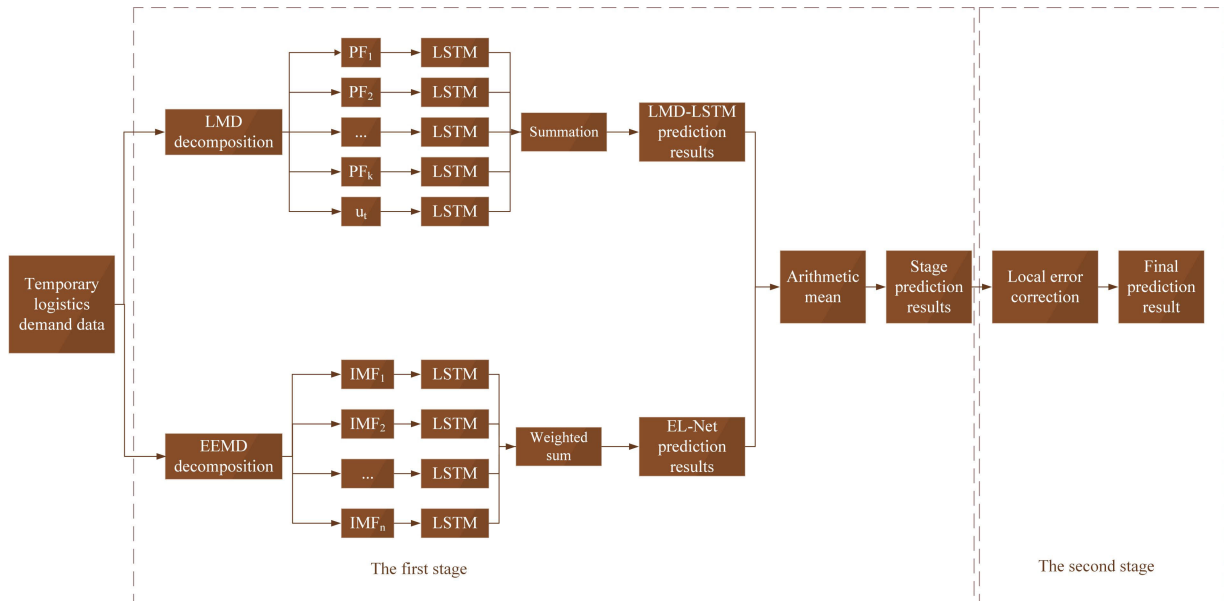 Temporary
logistics
demand data
LMD
decomposition
PF₁
LSTM
PF₂
LSTM
...
LSTM
PFₖ
LSTM
uₜ
LSTM
Summation
LMD-LSTM
prediction
results
EEMD
decomposition
IMF₁
LSTM
IMF₂
LSTM
...
LSTM
IMFₙ
LSTM
Weighted
sum
EL-Net
prediction
results
Arithmetic
mean
Stage
prediction
results
Local error
correction
Final
prediction
result
The first stage
The second stage